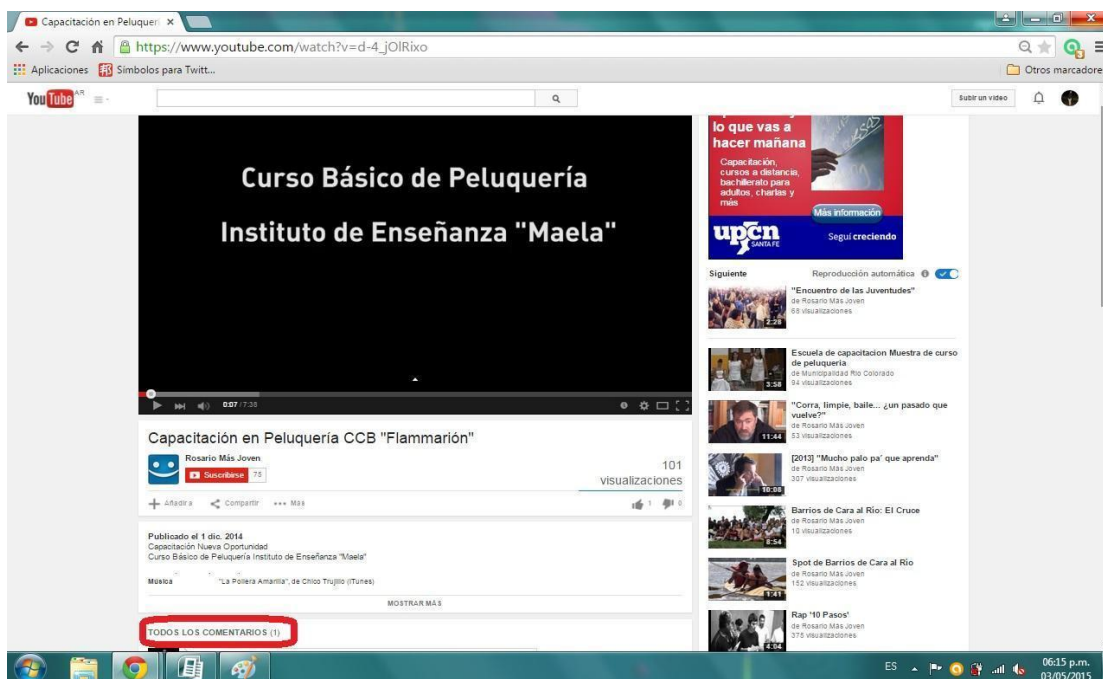 Capacitación en Peluquerí
https://www.youtube.com/watch?v=d-4_jOlRixo
Aplicaciones
Símbolos para Twitt...
Otros marcadore
YouTube AR
Subir un vídeo
Curso Básico de Peluquería
Instituto de Enseñanza "Maela"
0:07 / 7:38
Capacitación en Peluquería CCB "Flammarión"
Rosario Más Joven
Suscribirse 75
101
visualizaciones
Añadir a Compartir ••• Más
1 0
Publicado el 1 dic. 2014
Capacitación Nueva Oportunidad
Curso Básico de Peluquería Instituto de Enseñanza "Maela"
Música "La Pollera Amarilla", de Chico Trujillo (iTunes)
MOSTRAR MÁS
TODOS LOS COMENTARIOS (1)
lo que vas a
hacer mañana
Capacitación,
cursos a distancia,
bachillerato para
adultos, charlas y
más
Más información
upcn
SANTA FE
Seguí creciendo
Siguiente
Reproducción automática
"Encuentro de las Juventudes"
de Rosario Más Joven
68 visualizaciones
2:28
Escuela de capacitacion Muestra de curso
de peluqueria
de Municipalidad Rio Colorado
84 visualizaciones
3:58
"Corra, limpie, baile... ¿un pasado que
vuelve?"
de Rosario Más Joven
53 visualizaciones
11:44
[2013] "Mucho palo pa' que aprenda"
de Rosario Más Joven
307 visualizaciones
10:08
Barrios de Cara al Río: El Cruce
de Rosario Más Joven
10 visualizaciones
8:54
Spot de Barrios de Cara al Río
de Rosario Más Joven
152 visualizaciones
1:41
Rap '10 Pasos'
de Rosario Más Joven
375 visualizaciones
4:04
ES
06:15 p.m.
03/05/2015